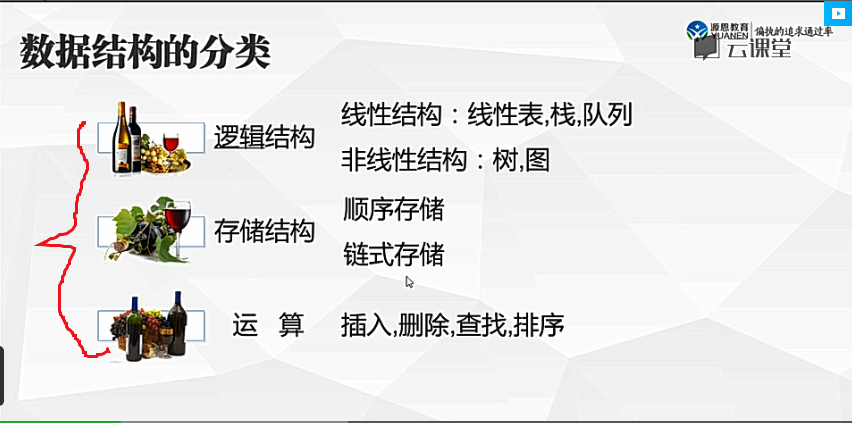 源恩教育
YUANEN
偏执的追求通过率
云课堂
数据结构的分类
逻辑结构
线性结构：线性表,栈,队列
非线性结构：树,图
存储结构
顺序存储
链式存储
运 算
插入,删除,查找,排序